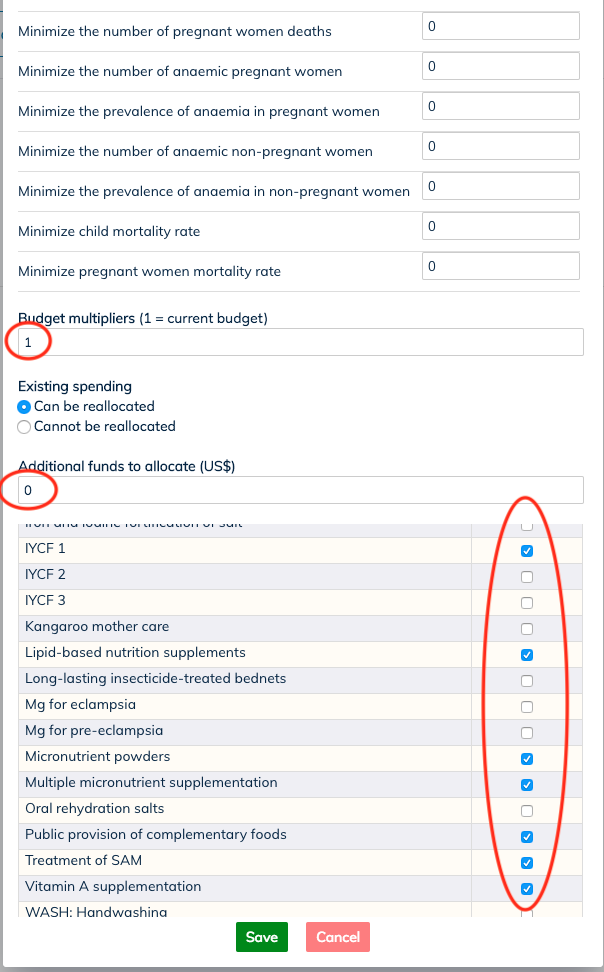 Minimize the number of pregnant women deaths 0
Minimize the number of anaemic pregnant women 0
Minimize the prevalence of anaemia in pregnant women 0
Minimize the number of anaemic non-pregnant women 0
Minimize the prevalence of anaemia in non-pregnant women 0
Minimize child mortality rate 0
Minimize pregnant women mortality rate 0
Budget multipliers (1 = current budget)
1
Existing spending
Can be reallocated
Cannot be reallocated
Additional funds to allocate (US$)
0
Iron and iodine fortification of salt
IYCF 1
IYCF 2
IYCF 3
Kangaroo mother care
Lipid-based nutrition supplements
Long-lasting insecticide-treated bednets
Mg for eclampsia
Mg for pre-eclampsia
Micronutrient powders
Multiple micronutrient supplementation
Oral rehydration salts
Public provision of complementary foods
Treatment of SAM
Vitamin A supplementation
WASH: Handwashing
Save Cancel